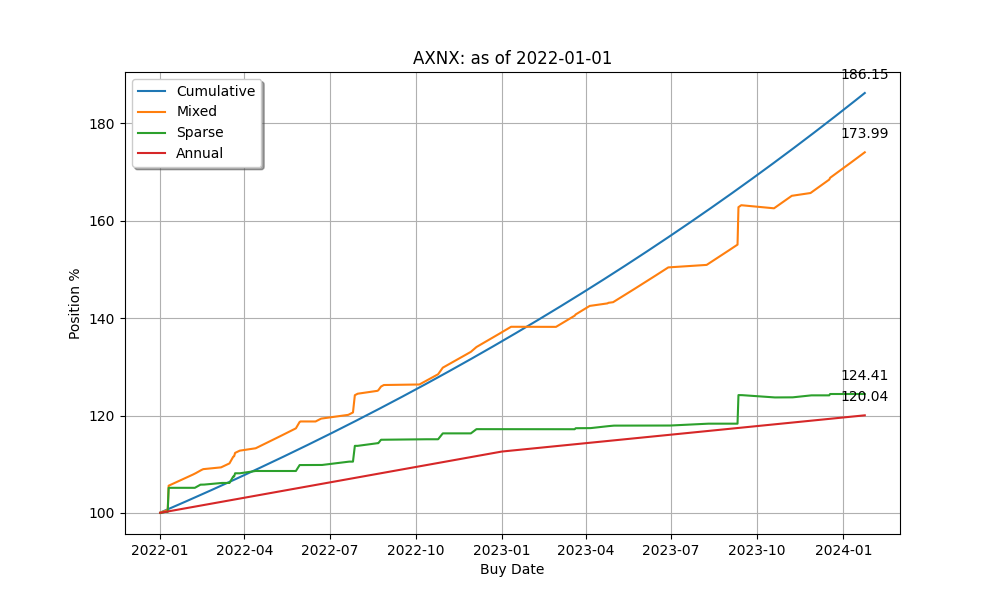 AXNX: as of 2022-01-01
Cumulative
Mixed
Sparse
Annual
186.15
173.99
124.41
120.04
Position %
180
160
140
120
100
2022-01 2022-04 2022-07 2022-10 2023-01 2023-04 2023-07 2023-10 2024-01
Buy Date